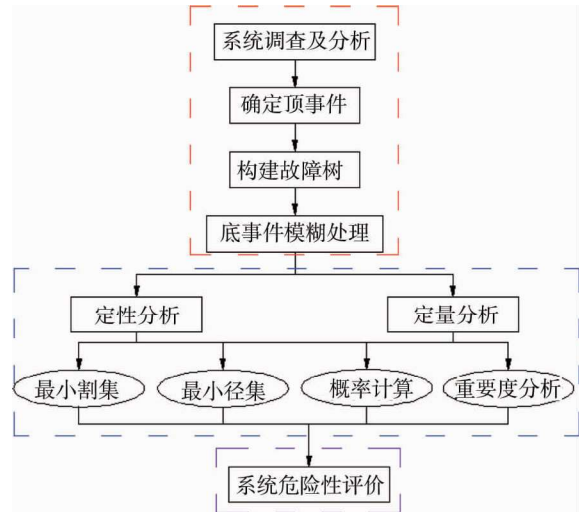 系统调查及分析
确定顶事件
构建故障树
底事件模糊处理
定性分析
定量分析
最小割集
最小径集
概率计算
重要度分析
系统危险性评价